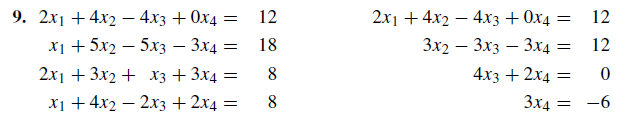 9. 2x₁ + 4x₂ − 4x₃ + 0x₄ = 12    2x₁ + 4x₂ − 4x₃ + 0x₄ = 12
x₁ + 5x₂ − 5x₃ − 3x₄ = 18    3x₂ − 3x₃ − 3x₄ = 12
2x₁ + 3x₂ + x₃ + 3x₄ = 8    4x₃ + 2x₄ = 0
x₁ + 4x₂ − 2x₃ + 2x₄ = 8    3x₄ = −6